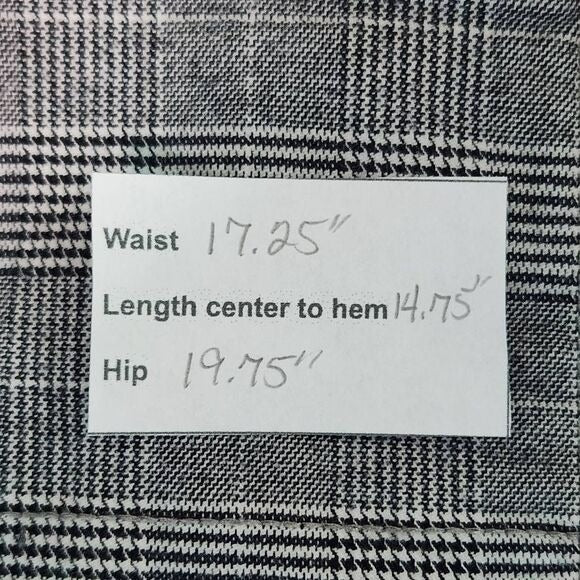 Waist 17.25"
Length center to hem 14.75"
Hip 19.75"